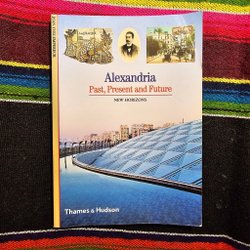 Alexandria
Past, Present and Future
NEW HORIZONS
Thames & Hudson